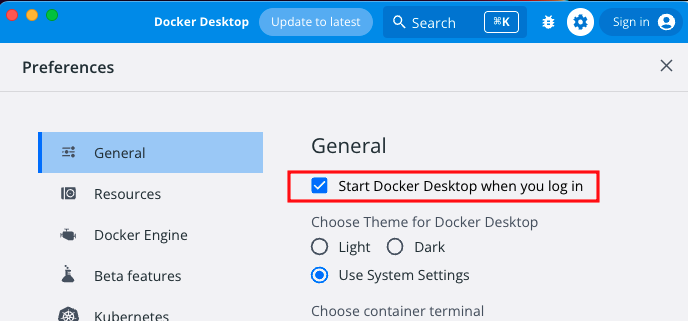 Docker Desktop
Update to latest
Search
⌘K
Sign in
Preferences
General
Resources
Docker Engine
Beta features
Kubernetes
General
Start Docker Desktop when you log in
Choose Theme for Docker Desktop
Light
Dark
Use System Settings
Choose container terminal